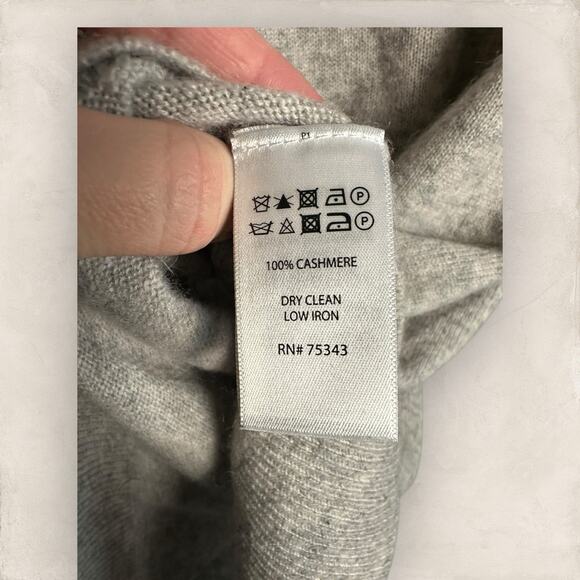 P1
P
P
100% CASHMERE
DRY CLEAN
LOW IRON
RN# 75343